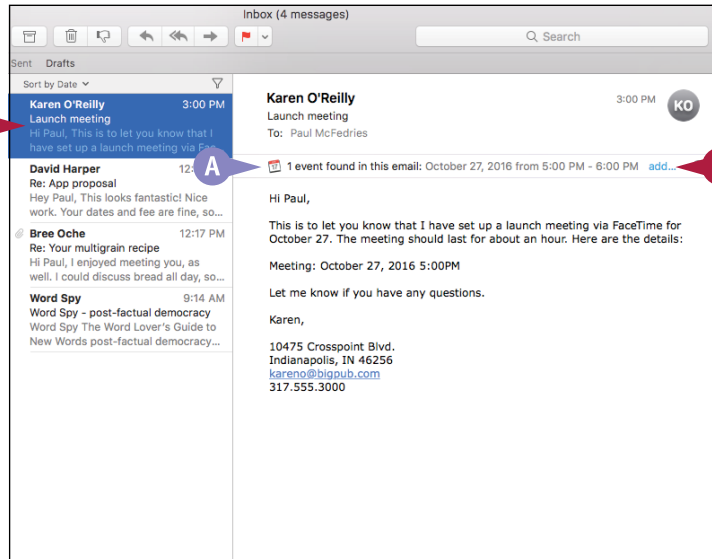 Inbox (4 messages)
Search
Sent Drafts
Sort by Date
Karen O'Reilly 3:00 PM
Launch meeting
Hi Paul, This is to let you know that I
have set up a launch meeting via Fac...
David Harper 12:
Re: App proposal
Hey Paul, This looks fantastic! Nice
work. Your dates and fee are fine, so...
Bree Oche 12:17 PM
Re: Your multigrain recipe
Hi Paul, I enjoyed meeting you, as
well. I could discuss bread all day, so...
Word Spy 9:14 AM
Word Spy - post-factual democracy
Word Spy The Word Lover's Guide to
New Words post-factual democracy...
Karen O'Reilly 3:00 PM
KO
Launch meeting
To: Paul McFedries
A
17
1 event found in this email: October 27, 2016 from 5:00 PM - 6:00 PM add...
Hi Paul,
This is to let you know that I have set up a launch meeting via FaceTime for
October 27. The meeting should last for about an hour. Here are the details:
Meeting: October 27, 2016 5:00PM
Let me know if you have any questions.
Karen,
10475 Crosspoint Blvd.
Indianapolis, IN 46256
kareno@bigpub.com
317.555.3000